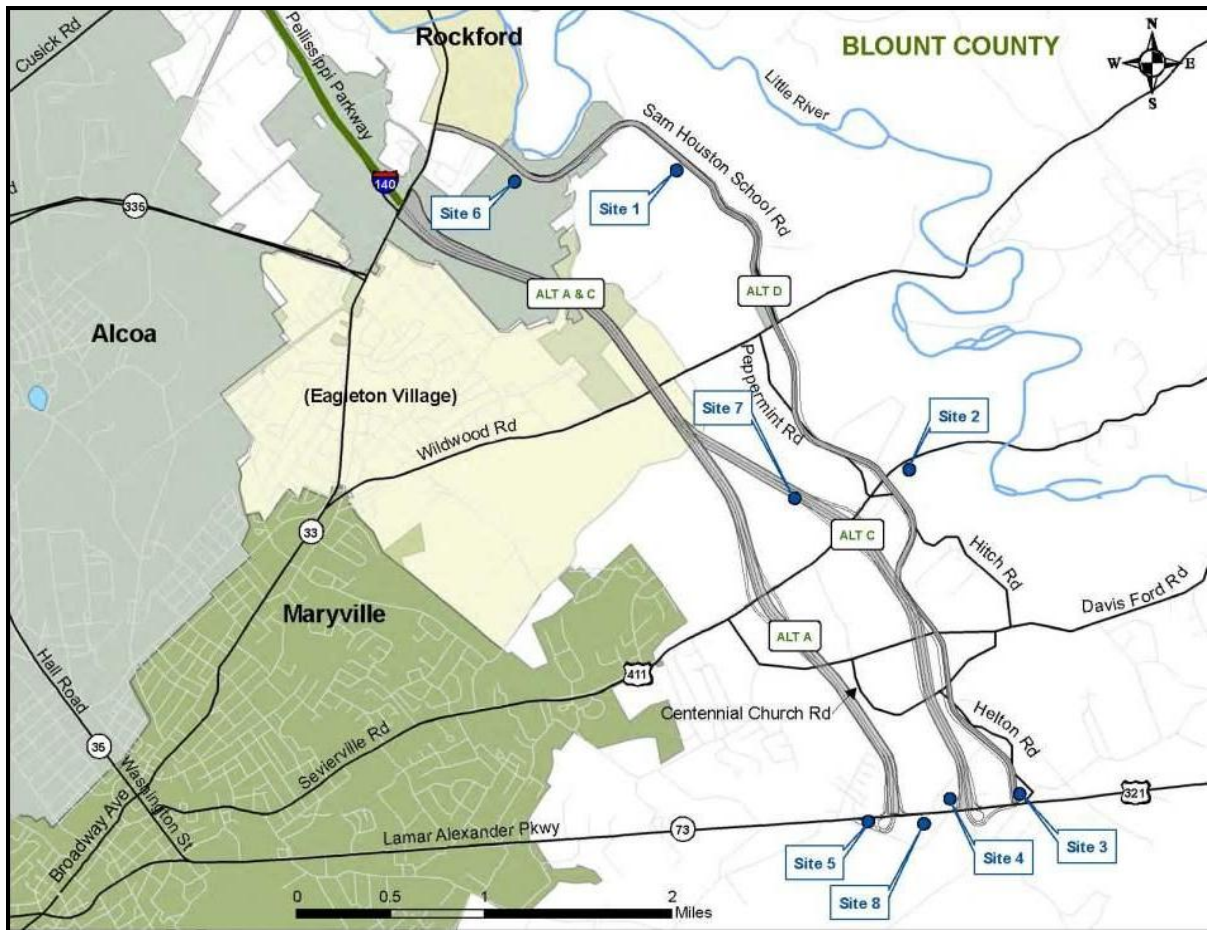 Cusick Rd
Pellissippi Parkway
Rockford
BLOUNT COUNTY
N
W E
S
Little River
Sam Houston School Rd
140
335
Site 6
Site 1
ALT A & C
ALT D
Alcoa
(Eagleton Village)
Peppermint Rd
Site 7
Site 2
Wildwood Rd
33
ALT C
Hitch Rd
Davis Ford Rd
Maryville
ALT A
411
Hall Road
Centennial Church Rd
Helton Rd
Sevierville Rd
35
Washington St
Broadway Ave
321
Lamar Alexander Pkwy
73
Site 5
Site 8
Site 4
Site 3
0 0.5 1 2
Miles